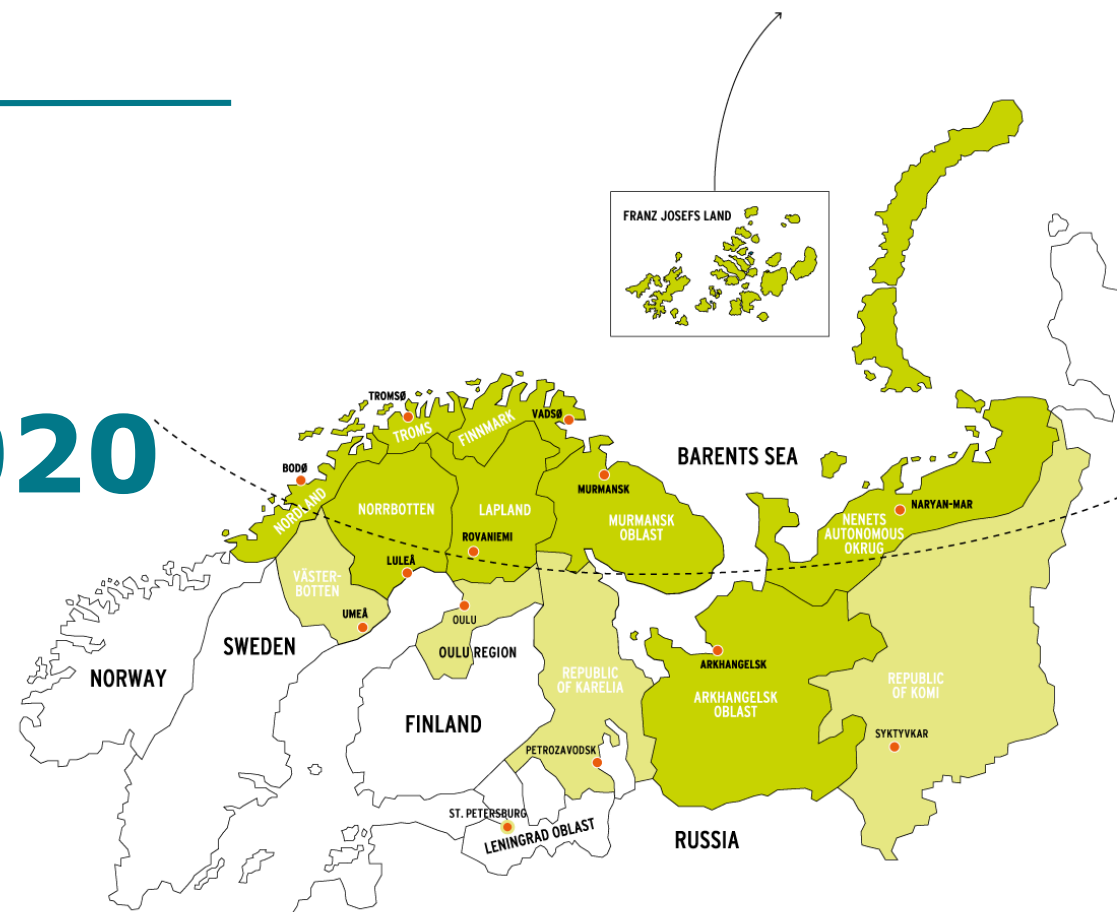 FRANZ JOSEFS LAND
TROMSØ
VADSØ
TROMS
FINNMARK
020
BARENTS SEA
BODØ
MURMANSK
NORDLAND
NORRBOTTEN
LAPLAND
NARYAN-MAR
MURMANSK
OBLAST
NENETS
AUTONOMOUS
OKRUG
ROVANIEMI
LULEÅ
VÄSTER-
BOTTEN
UMEÅ
OULU
SWEDEN
OULU REGION
NORWAY
ARKHANGELSK
REPUBLIC
OF KARELIA
REPUBLIC
OF KOMI
ARKHANGELSK
OBLAST
FINLAND
SYKTYVKAR
PETROZAVODSK
ST. PETERSBURG
LENINGRAD OBLAST
RUSSIA